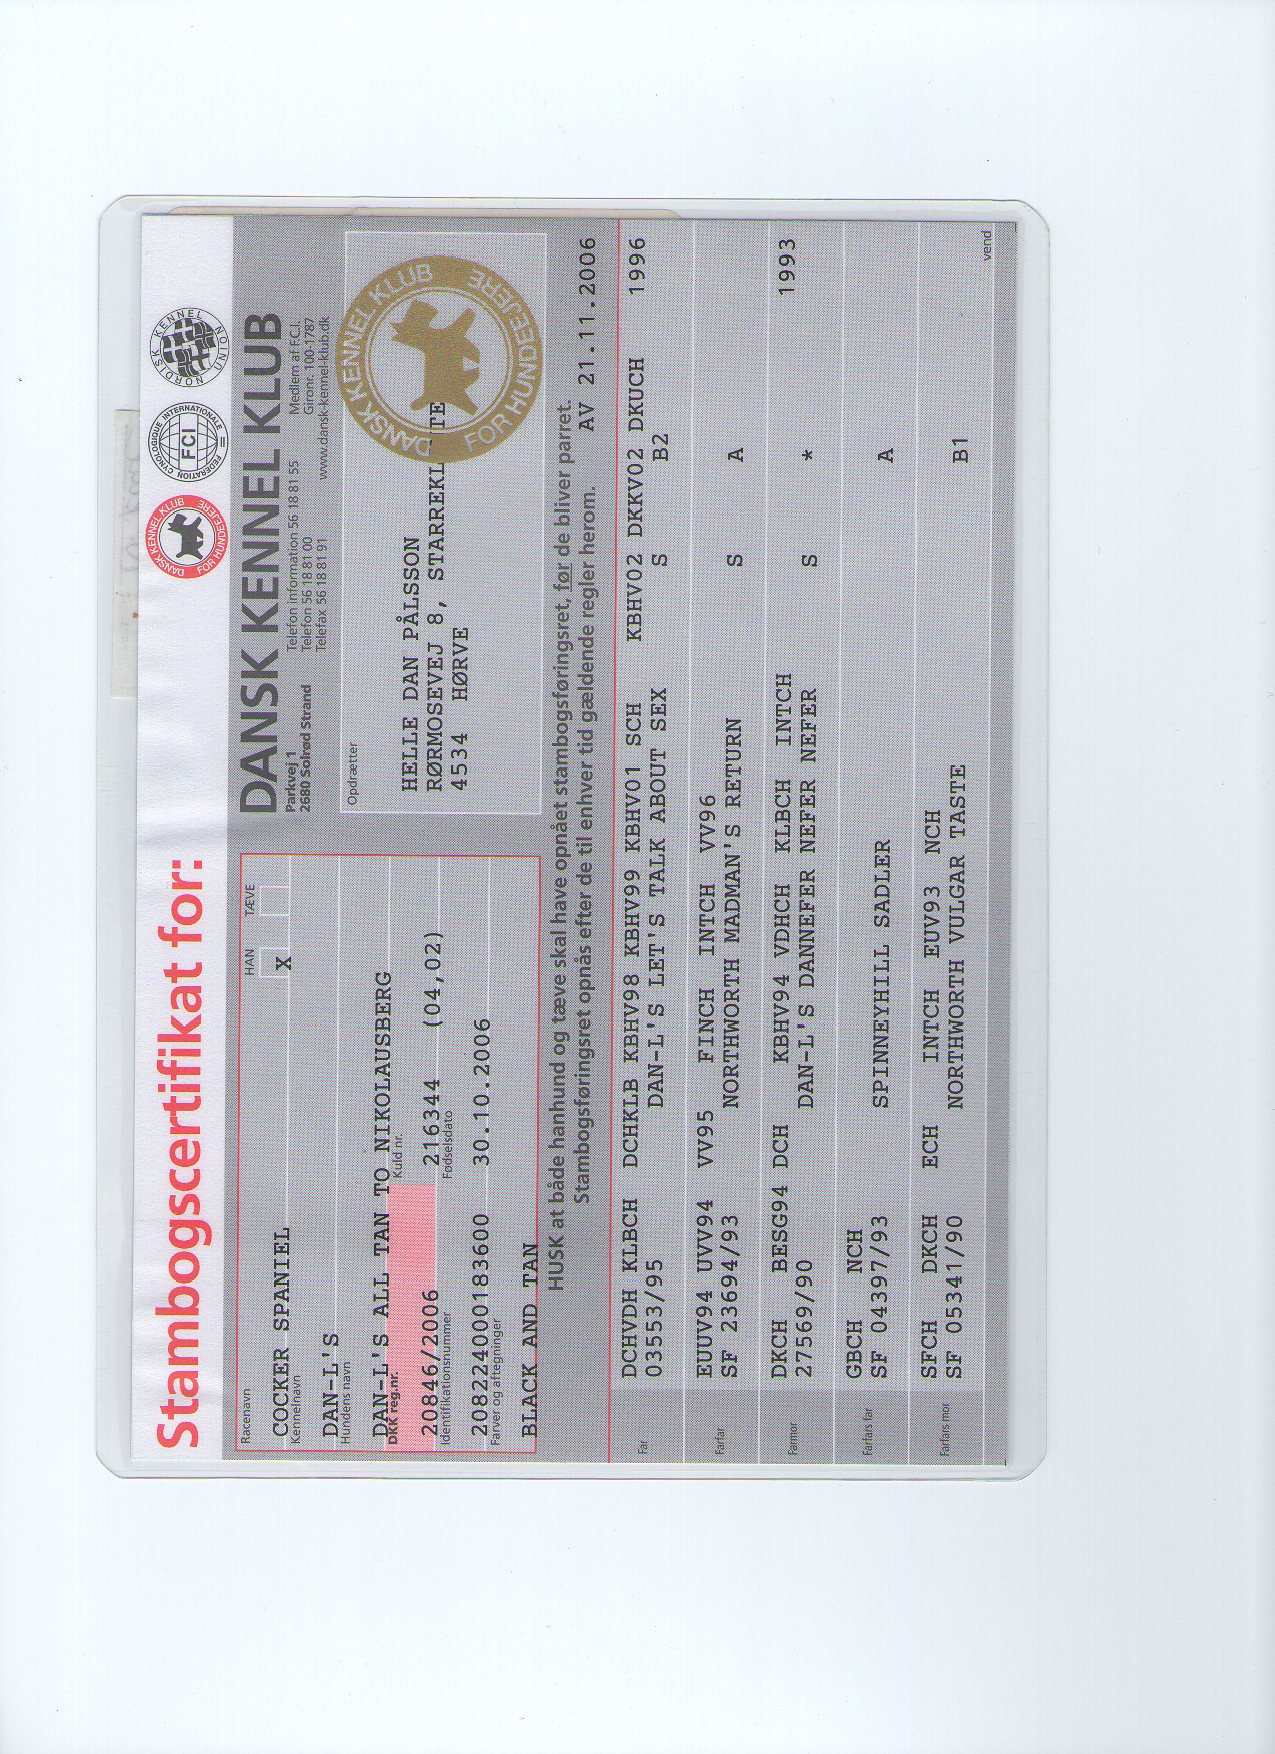 Stambogscertifikat for:
DANSK KENNEL KLUB
FOR HUNDEEJERE
FEDERATION CYNOLOGIQUE INTERNATIONALE
FCI
NORDISK KENNEL UNION
Racenavn
HAN TÆVE
COCKER SPANIEL X
Kennelnavn
DAN-L'S
Hundens navn
DAN-L'S ALL TAN TO NIKOLAUSBERG
DKK reg.nr. Kuld nr.
20846/2006 216344 (04,02)
Identifikationsnummer Fødselsdato
208224000183600 30.10.2006
Farver og aftegninger
BLACK AND TAN
DANSK KENNEL KLUB
Parkvej 1 Telefon information 56 18 81 55 Medlem af F.C.I.
2680 Solrød Strand Telefon 56 18 81 00 Gironr. 100-1787
Telefax 56 18 81 91 www.dansk-kennel-klub.dk
Opdrætter
HELLE DAN PÅLSSON
RØRMOSEVEJ 8, STARREKL TE
4534 HØRVE
DANSK KENNEL KLUB
FOR HUNDEEJERE
HUSK at både hanhund og tæve skal have opnået stambogsføringsret, før de bliver parret.
Stambogsføringsret opnås efter de til enhver tid gældende regler herom. AV 21.11.2006
Far
DCHVDH KLBCH DCHKLB KBHV98 KBHV99 KBHV01 SCH KBHV02 DKKV02 DKUCH 1996
03553/95 DAN-L'S LET'S TALK ABOUT SEX S B2
Farfar
EUUV94 UVV94 VV95 FINCH INTCH VV96
SF 23694/93 NORTHWORTH MADMAN'S RETURN S A
Farmor
DKCH BESG94 DCH KBHV94 VDHCH KLBCH INTCH 1993
27569/90 DAN-L'S DANNEFER NEFER NEFER S *
Farfars far
GBCH NCH
SF 04397/93 SPINNEYHILL SADLER A
Farfars mor
SFCH DKCH ECH INTCH EUV93 NCH
SF 05341/90 NORTHWORTH VULGAR TASTE B1
vend